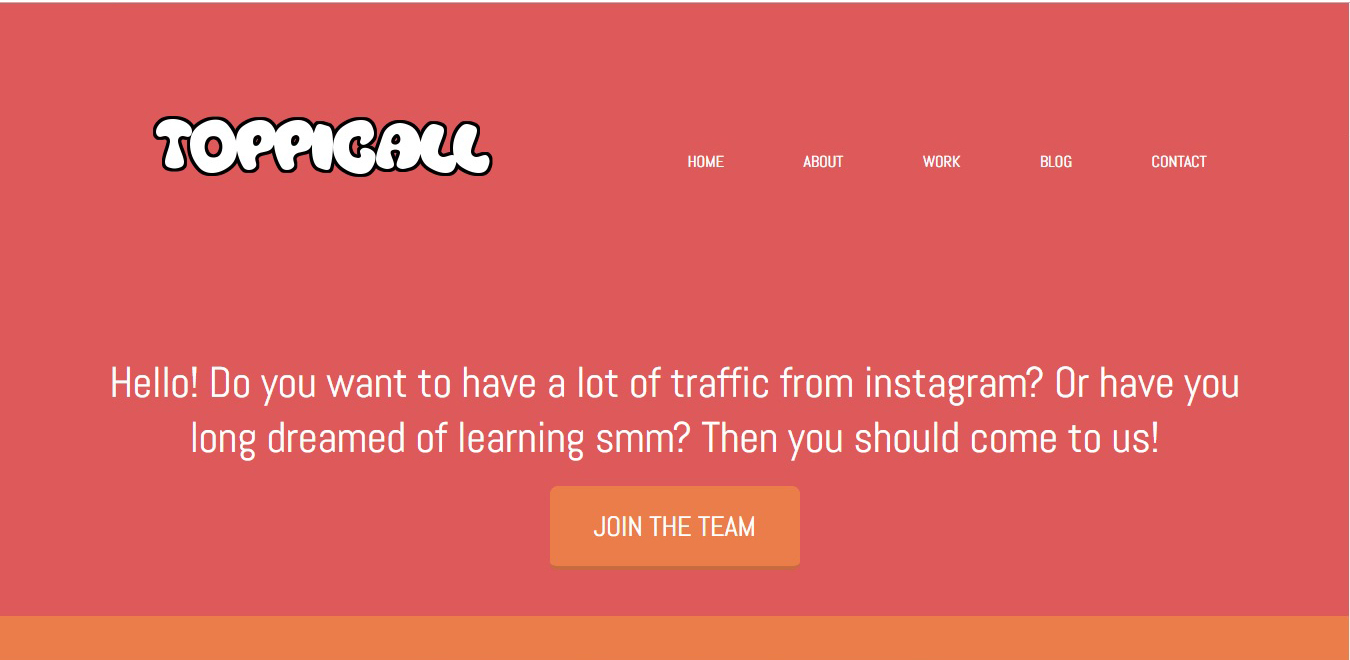 TOPPICALL
HOME ABOUT WORK BLOG CONTACT
Hello! Do you want to have a lot of traffic from instagram? Or have you
long dreamed of learning smm? Then you should come to us!
JOIN THE TEAM